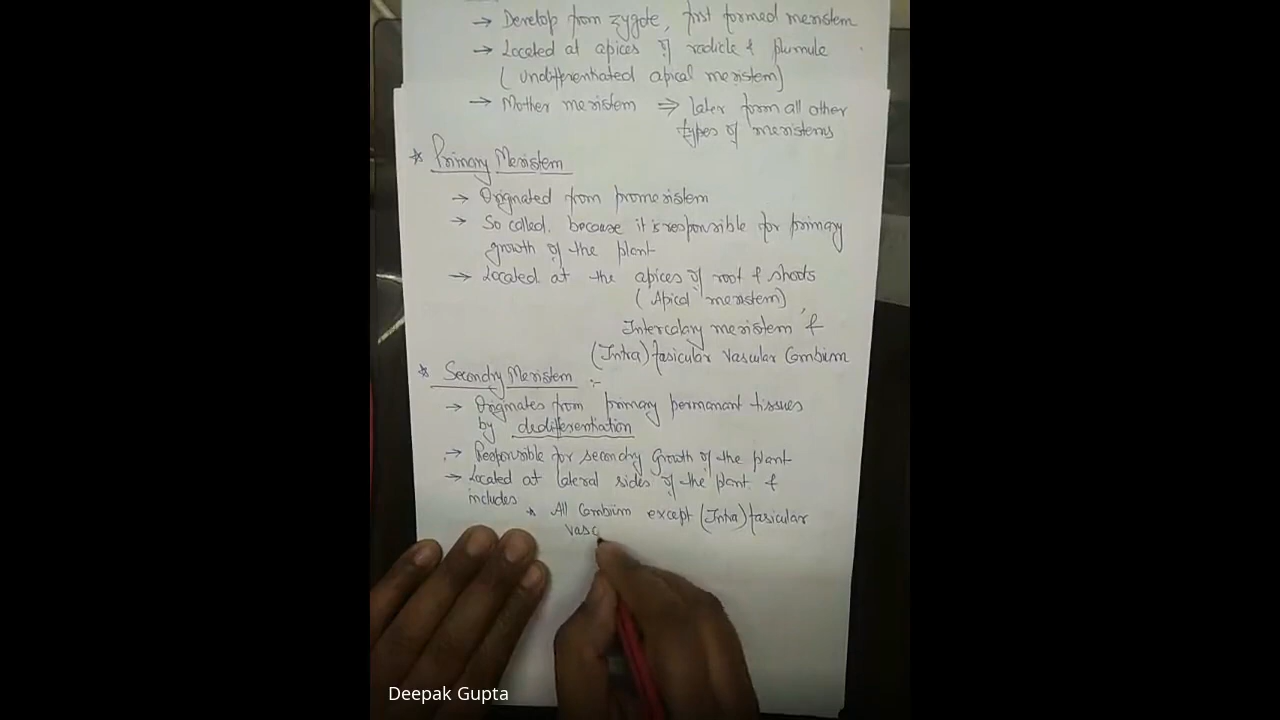 → Develop from zygote, first formed meristem
→ Located at apices of radicle & plumule
(undifferentiated apical meristem)
→ Mother meristem ⇒ Later form all other
types of meristems
* Primary Meristem
→ Orignated from promeristem
→ So called. because it is responsible for primary
growth of the plant
→ Located at the apices of root & shoots
(Apical meristem),
Intercalary meristem &
(Intra) fasicular vascular Cambium
* Secondry Meristem :-
→ Originates from primary permanant tissues
by dedifferentiation
→ Responsible for secondry Growth of the plant
→ Located at lateral sides of the plant &
includes
* All Cambium except (Intra) fasicular
vasc
Deepak Gupta